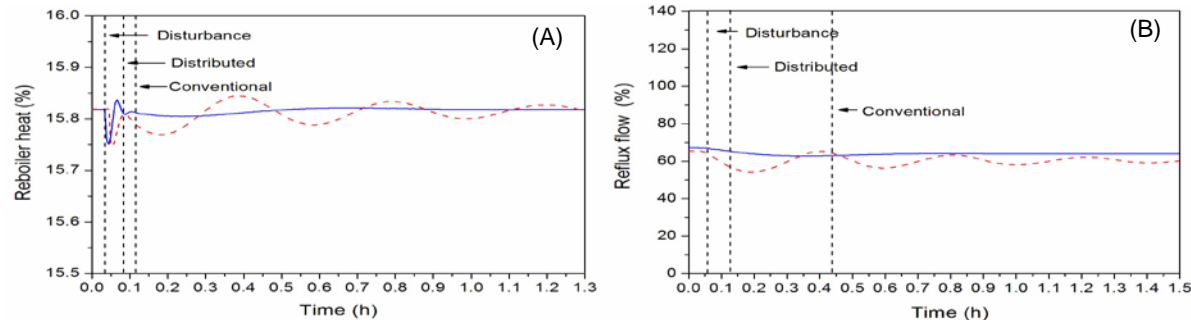 (A)
Reboiler heat (%)
16.0
15.9
15.8
15.7
15.6
15.5
Disturbance
Distributed
Conventional
0.0 0.1 0.2 0.3 0.4 0.5 0.6 0.7 0.8 0.9 1.0 1.1 1.2 1.3
Time (h)
(B)
Reflux flow (%)
140
120
100
80
60
40
20
0
Disturbance
Distributed
Conventional
0.0 0.1 0.2 0.3 0.4 0.5 0.6 0.7 0.8 0.9 1.0 1.1 1.2 1.3 1.4 1.5
Time (h)